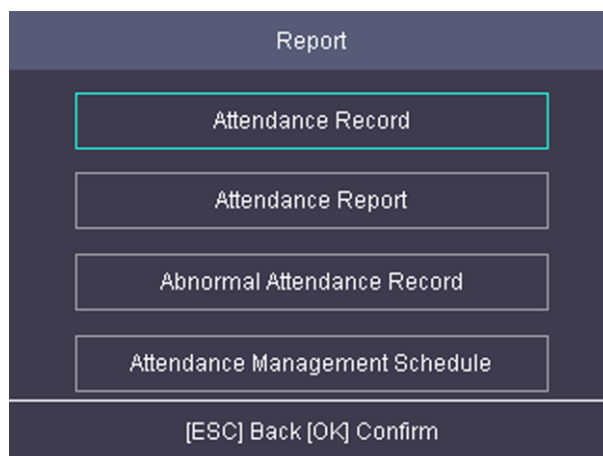 Report
Attendance Record
Attendance Report
Abnormal Attendance Record
Attendance Management Schedule
[ESC] Back [OK] Confirm